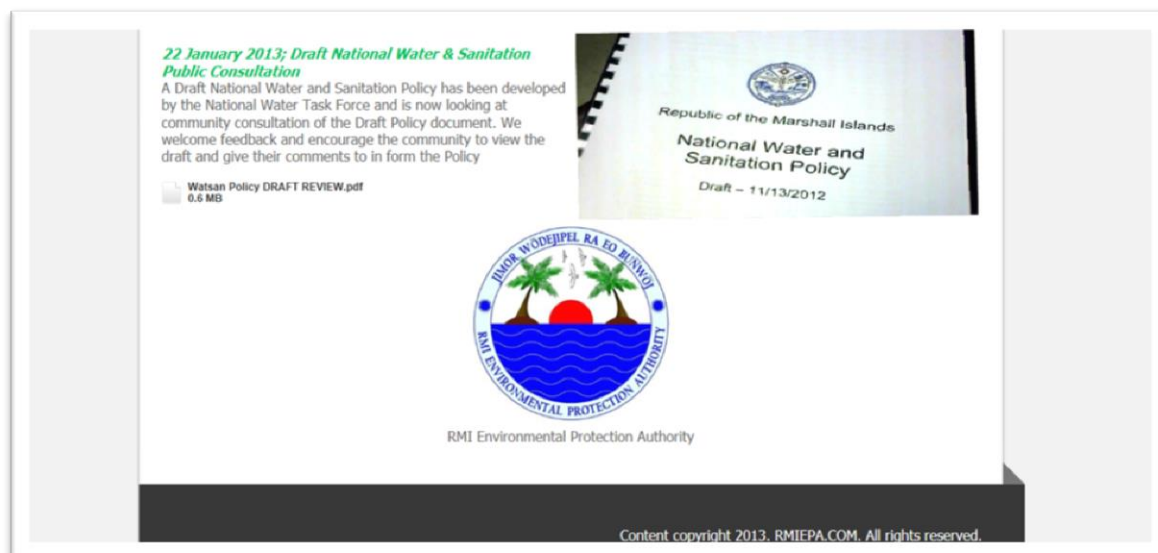 22 January 2013; Draft National Water & Sanitation
Public Consultation
A Draft National Water and Sanitation Policy has been developed
by the National Water Task Force and is now looking at
community consultation of the Draft Policy document. We
welcome feedback and encourage the community to view the
draft and give their comments to in form the Policy
Watsan Policy DRAFT REVIEW.pdf
0.6 MB
Republic of the Marshall Islands
National Water and
Sanitation Policy
Draft – 11/13/2012
JIMOR WŌDEJIPEL RA EO BUN̄WŌJ
RMI ENVIRONMENTAL PROTECTION AUTHORITY
RMI Environmental Protection Authority
Content copyright 2013. RMIEPA.COM. All rights reserved.